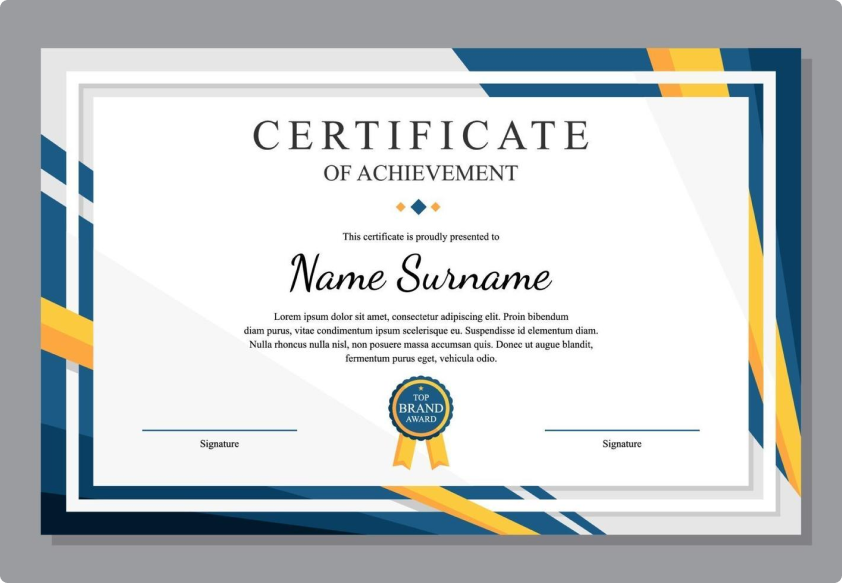 CERTIFICATE
OF ACHIEVEMENT
This certificate is proudly presented to
Name Surname
Lorem ipsum dolor sit amet, consectetur adipiscing elit. Proin bibendum
diam purus, vitae condimentum ipsum scelerisque eu. Suspendisse id elementum diam.
Nulla rhoncus nulla nisl, non posuere massa accumsan quis. Donec ut augue blandit,
fermentum purus eget, vehicula odio.
TOP
BRAND
AWARD
Signature
Signature